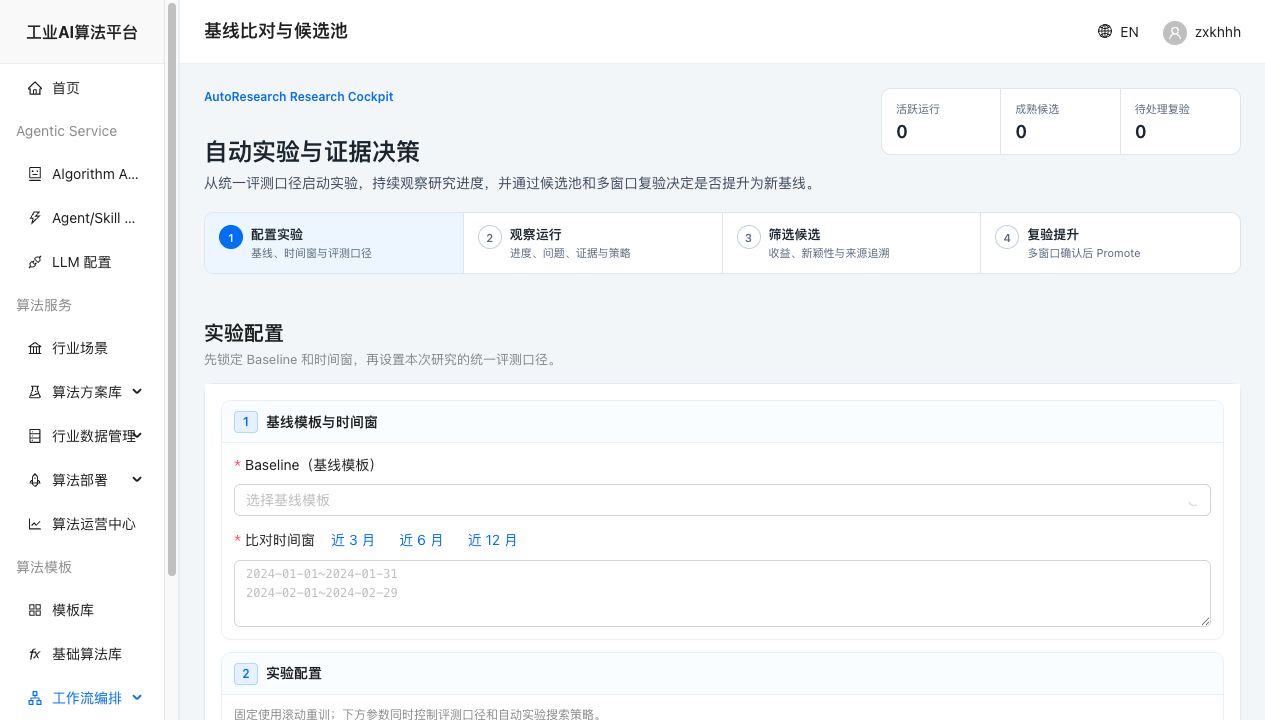 工业AI算法平台
首页
Agentic Service
Algorithm A...
Agent/Skill ...
LLM 配置
算法服务
行业场景
算法方案库
行业数据管理
算法部署
算法运营中心
算法模板
模板库
基础算法库
工作流编排
基线比对与候选池
EN
zxkhhh
AutoResearch Research Cockpit
自动实验与证据决策
从统一评测口径启动实验，持续观察研究进度，并通过候选池和多窗口复验决定是否提升为新基线。
活跃运行
0
成熟候选
0
待处理复验
0
1
配置实验
基线、时间窗与评测口径
2
观察运行
进度、问题、证据与策略
3
筛选候选
收益、新颖性与来源追溯
4
复验提升
多窗口确认后 Promote
实验配置
先锁定 Baseline 和时间窗，再设置本次研究的统一评测口径。
1 基线模板与时间窗
* Baseline（基线模板）
选择基线模板
* 比对时间窗 近 3 月 近 6 月 近 12 月
2024-01-01~2024-01-31
2024-02-01~2024-02-29
2 实验配置
固定使用滚动重训；下方参数同时控制评测口径和自动实验搜索策略。